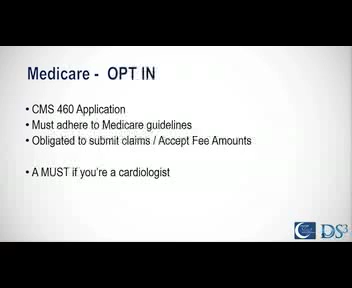 Medicare - OPT IN
• CMS 460 Application
• Must adhere to Medicare guidelines
• Obligated to submit claims / Accept Fee Amounts
• A MUST if you're a cardiologist
DS3